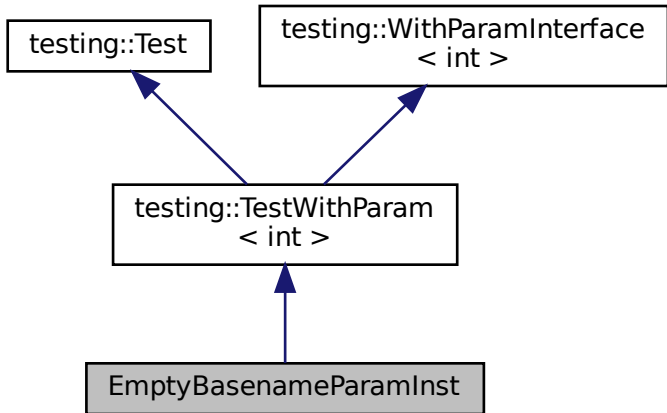 testing::Test
testing::WithParamInterface
< int >
testing::TestWithParam
< int >
EmptyBasenameParamInst